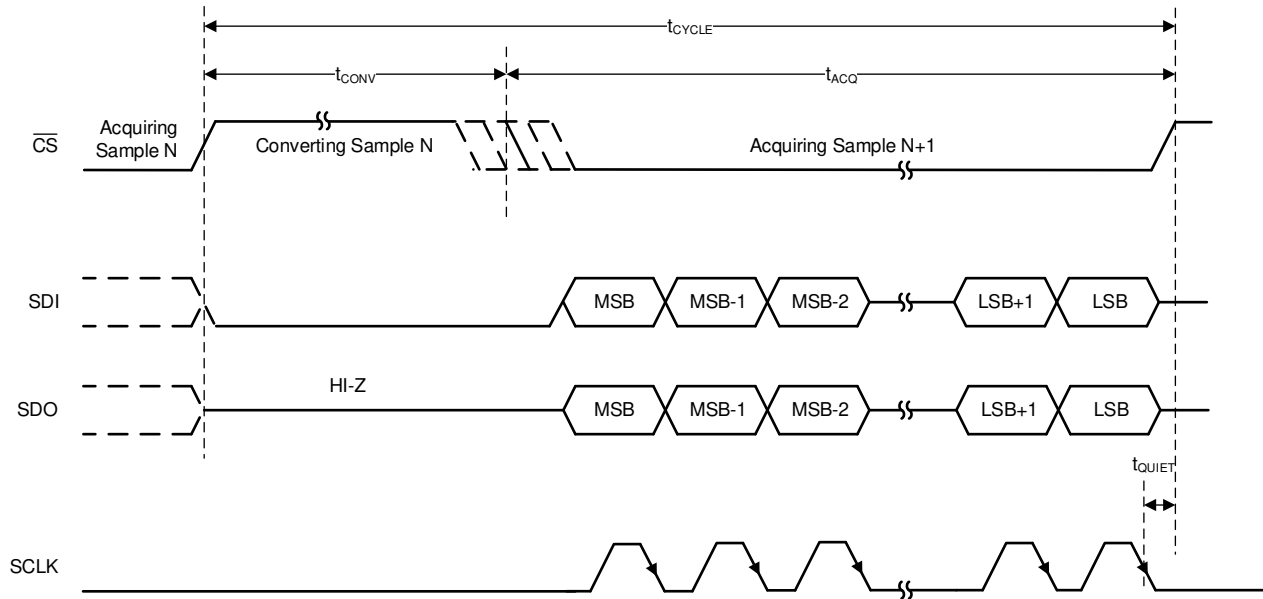 tCYCLE
tCONV
tACQ
CS
Acquiring
Sample N
Converting Sample N
Acquiring Sample N+1
SDI
MSB
MSB-1
MSB-2
LSB+1
LSB
HI-Z
SDO
MSB
MSB-1
MSB-2
LSB+1
LSB
tQUIET
SCLK